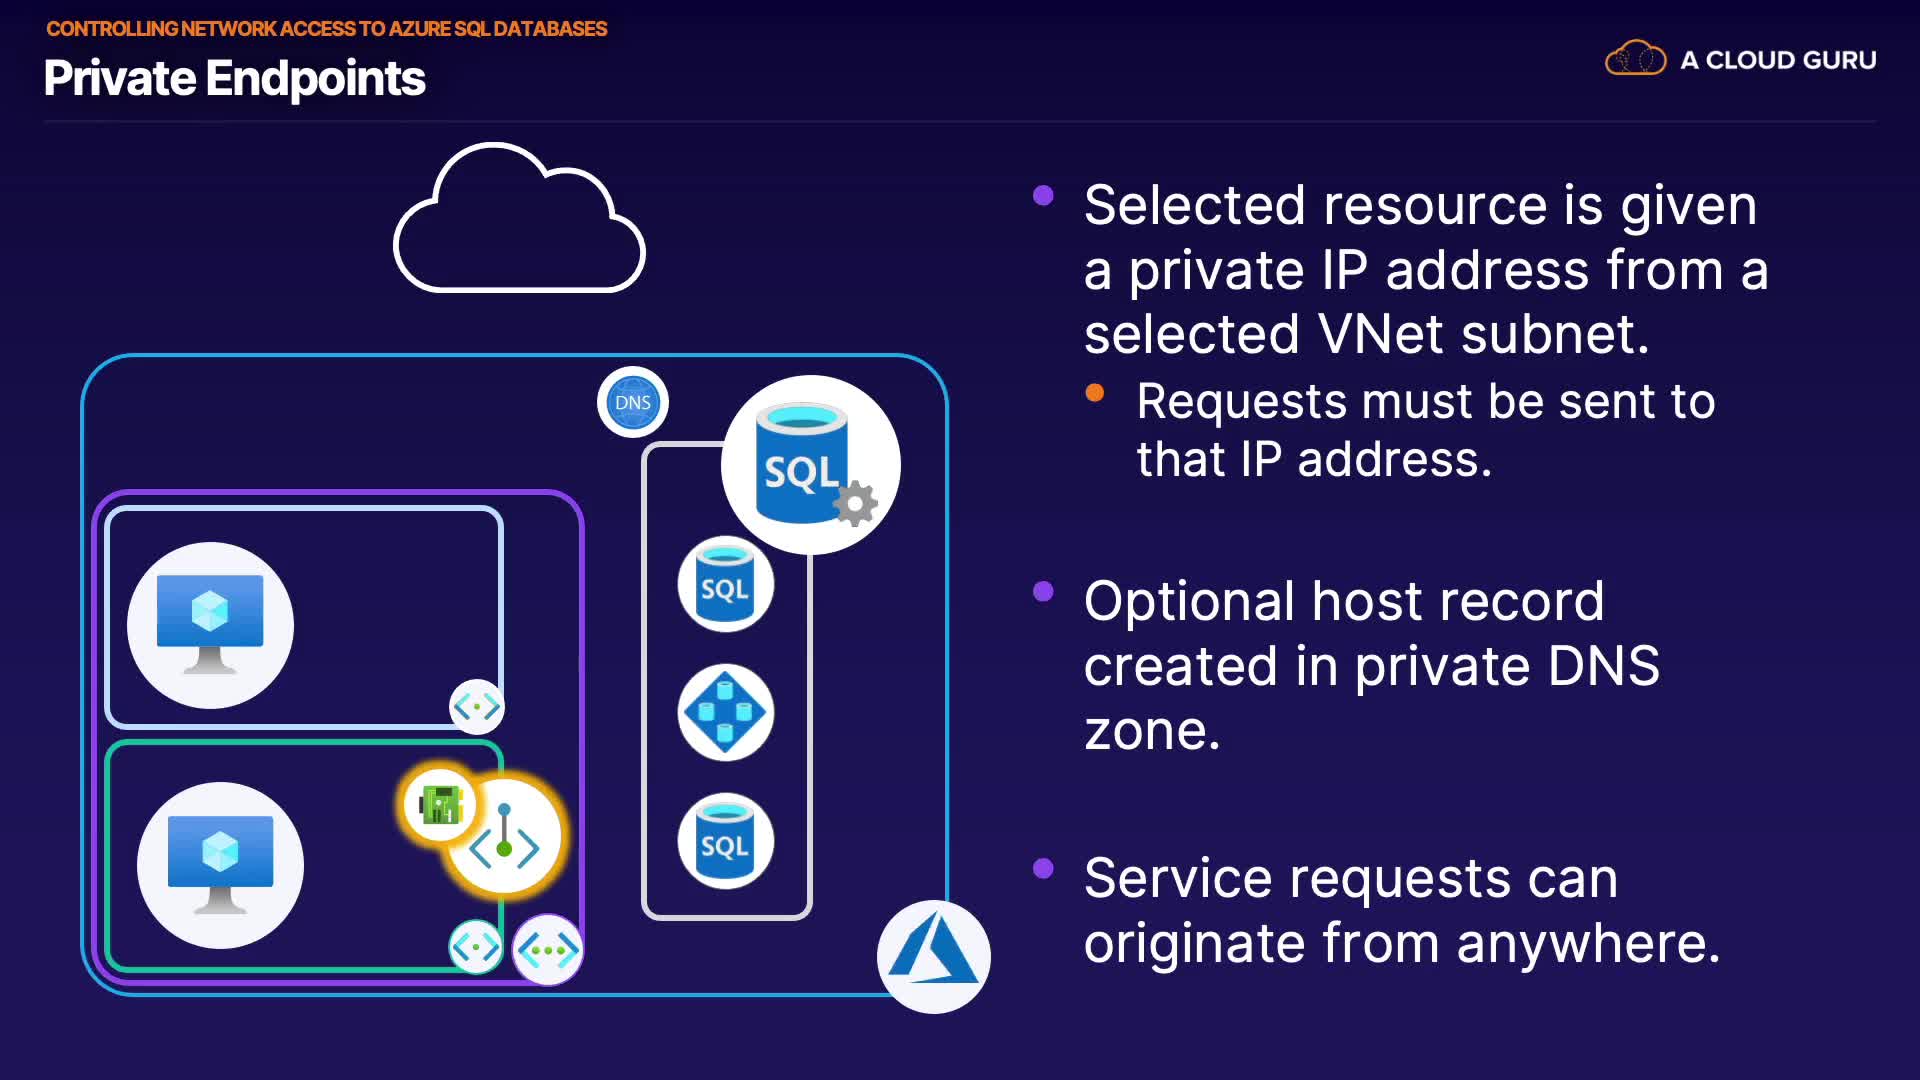 CONTROLLING NETWORK ACCESS TO AZURE SQL DATABASES
Private Endpoints
A CLOUD GURU
Selected resource is given
a private IP address from a
selected VNet subnet.
Requests must be sent to
that IP address.
Optional host record
created in private DNS
zone.
Service requests can
originate from anywhere.
DNS
SQL
SQL
SQL